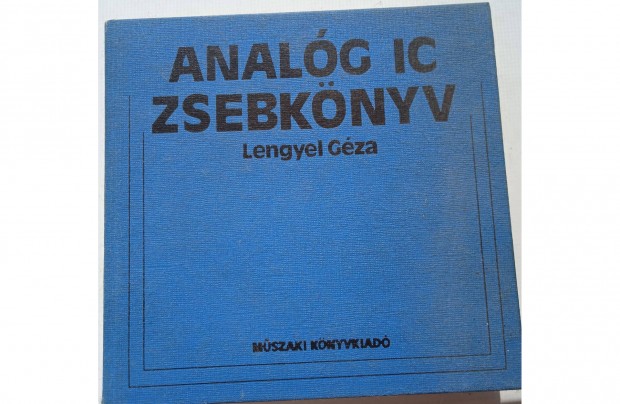 ANALÓG IC
ZSEBKÖNYV
Lengyel Géza
MŰSZAKI KÖNYVKIADÓ